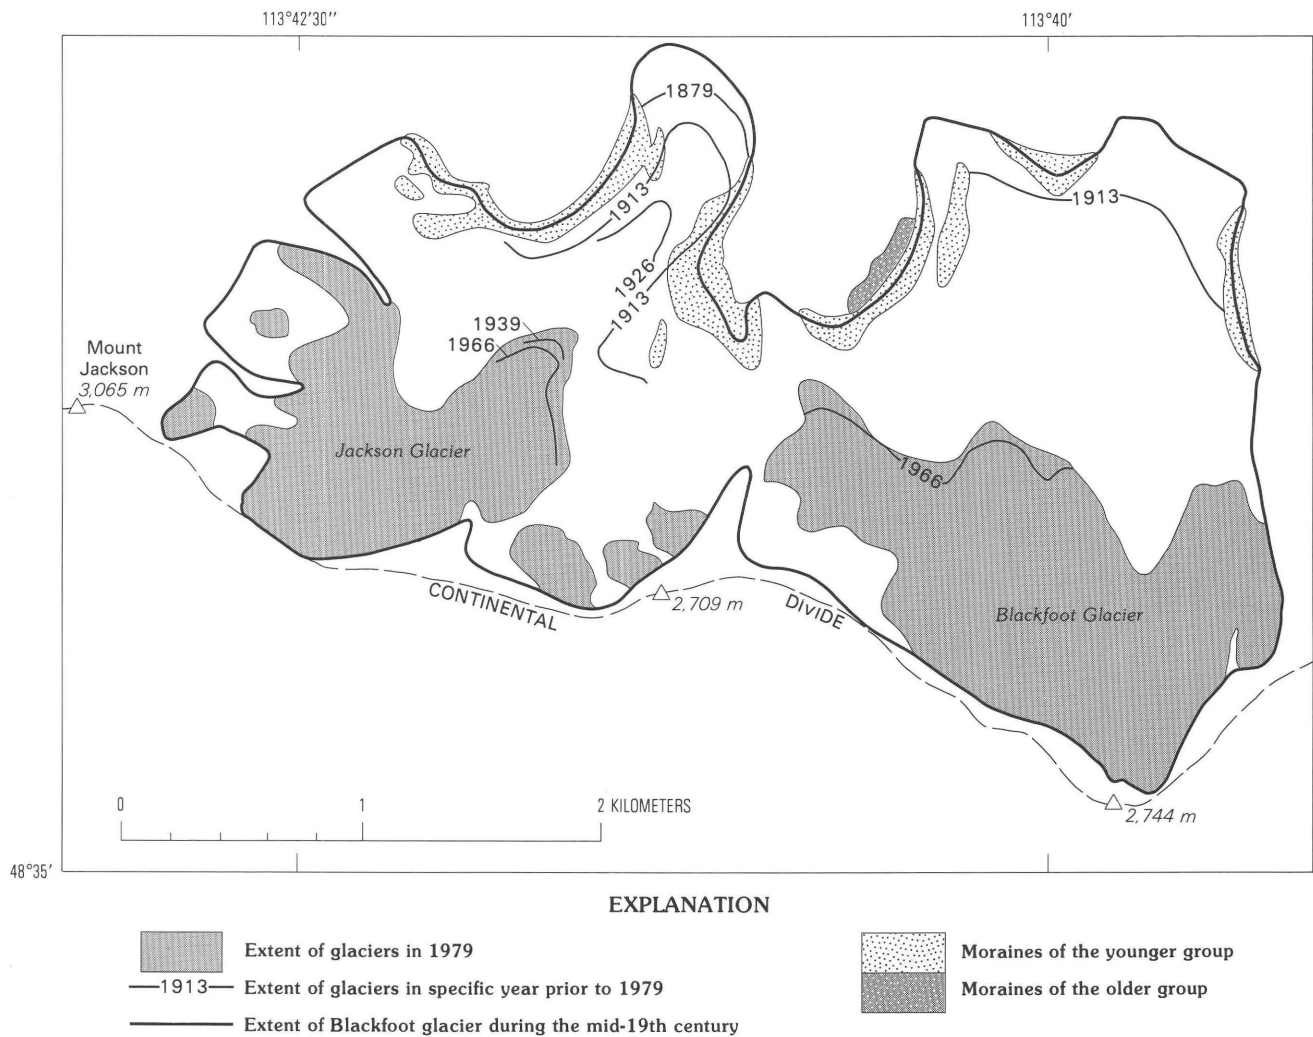 113°42'30"
113°40'
1879
1913
1913
1926
1913
1939
1966
Mount
Jackson
3,065 m
Jackson Glacier
1966
CONTINENTAL
DIVIDE
2,709 m
Blackfoot Glacier
0 1 2 KILOMETERS
2,744 m
48°35'
EXPLANATION
Extent of glaciers in 1979
1913 Extent of glaciers in specific year prior to 1979
Extent of Blackfoot glacier during the mid-19th century
Moraines of the younger group
Moraines of the older group